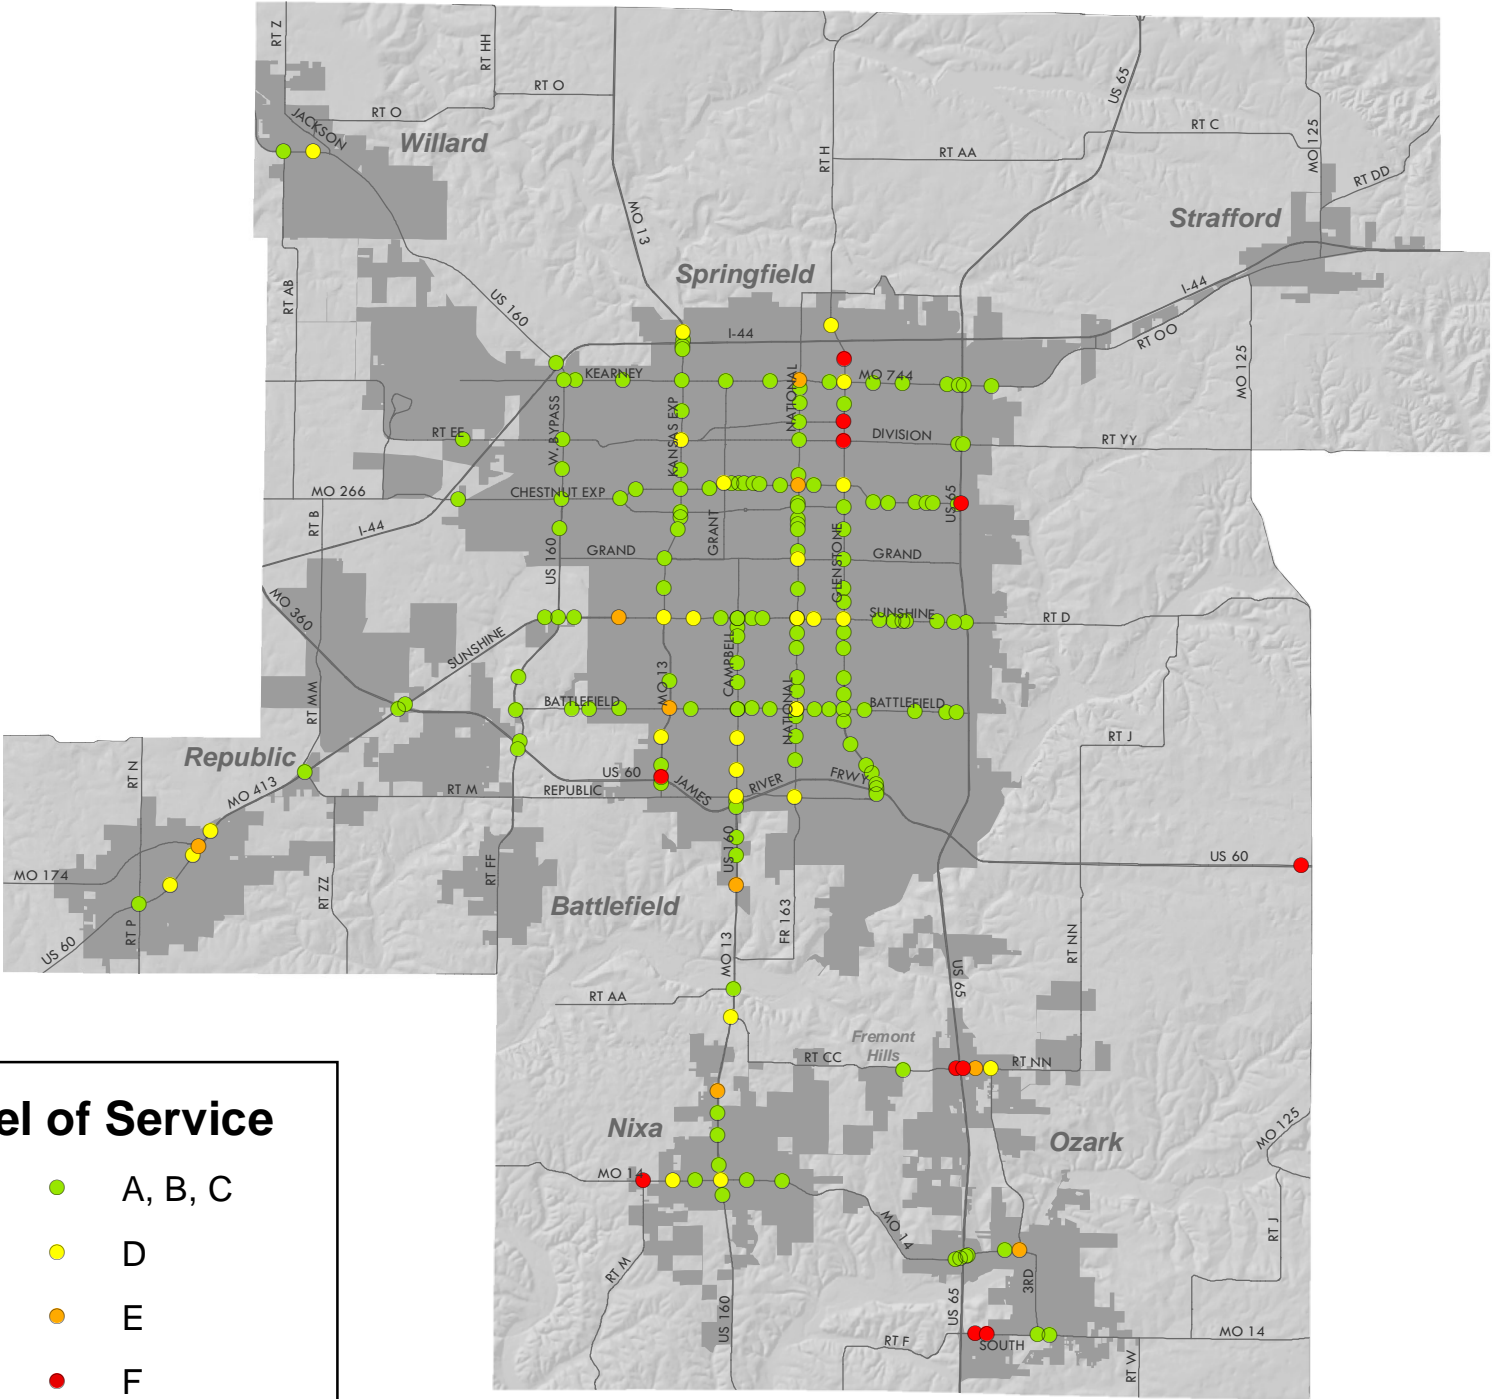 RT Z
RT HH
RT O
RT O
JACKSON
Willard
RT H
US 65
RT AA
RT C
MO 125
RT DD
Strafford
MO 13
Springfield
RT AB
US 160
I-44
I-44
RT OO
MO 125
KEARNEY
NATIONAL
MO 744
RT EE
W. BYPASS
KANSAS EXP
DIVISION
RT YY
MO 266
CHESTNUT EXP
US 65
RT B
I-44
GRANT
US 160
GRAND
GLENSTONE
GRAND
MO 360
SUNSHINE
SUNSHINE
RT D
CAMPBELL
MO 13
RT MM
BATTLEFIELD
NATIONAL
BATTLEFIELD
RT J
Republic
RT N
MO 413
RT M
US 60
REPUBLIC
JAMES
RIVER
FRWY
US 160
US 60
MO 174
RT FF
RT ZZ
Battlefield
RT P
US 60
FR 163
MO 13
RT NN
US 65
RT AA
Fremont
Hills
RT CC
RT NN
el of Service
A, B, C
D
E
F
Nixa
Ozark
MO 125
MO 14
MO 14
RT J
RT M
3RD
US 160
US 65
RT F
SOUTH
MO 14
RT W